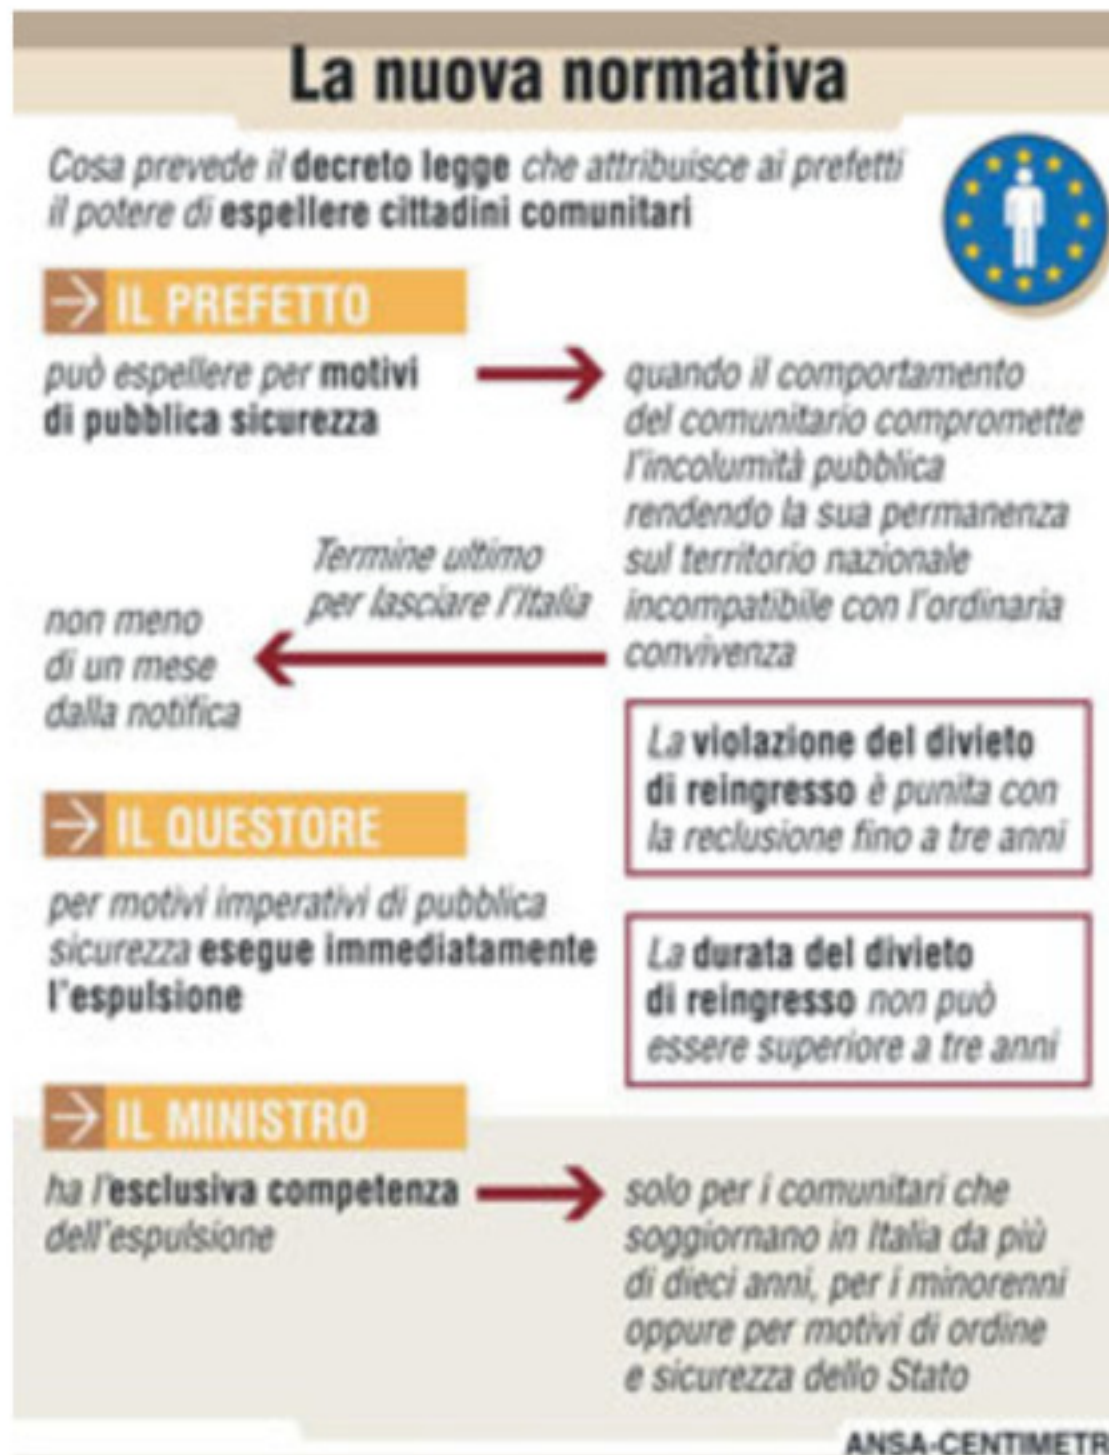 La nuova normativa
Cosa prevede il decreto legge che attribuisce ai prefetti
il potere di espellere cittadini comunitari
IL PREFETTO
può espellere per motivi
di pubblica sicurezza
quando il comportamento
del comunitario compromette
l'incolumità pubblica
rendendo la sua permanenza
sul territorio nazionale
incompatibile con l'ordinaria
convivenza
Termine ultimo
per lasciare l'Italia
non meno
di un mese
dalla notifica
La violazione del divieto
di reingresso è punita con
la reclusione fino a tre anni
IL QUESTORE
per motivi imperativi di pubblica
sicurezza esegue immediatamente
l'espulsione
La durata del divieto
di reingresso non può
essere superiore a tre anni
IL MINISTRO
ha l'esclusiva competenza
dell'espulsione
solo per i comunitari che
soggiornano in Italia da più
di dieci anni, per i minorenni
oppure per motivi di ordine
e sicurezza dello Stato
ANSA-CENTIMETR